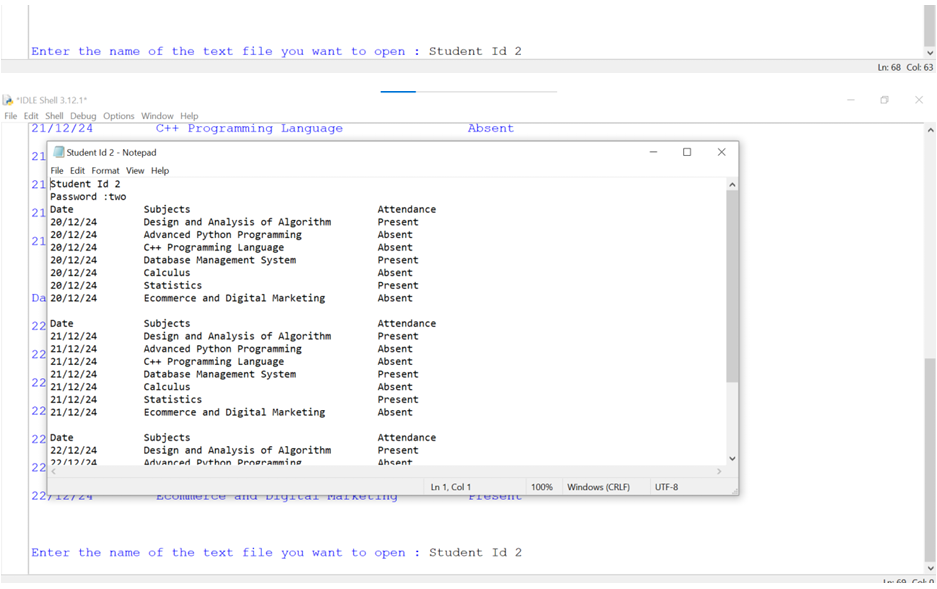 Enter the name of the text file you want to open : Student Id 2
Ln: 68 Col: 63
*IDLE Shell 3.12.1*
File Edit Shell Debug Options Window Help
21/12/24 C++ Programming Language Absent
21
21
21
21
Da
22
22
22
22
22
22
Student Id 2 - Notepad
File Edit Format View Help
Student Id 2
Password :two
Date Subjects Attendance
20/12/24 Design and Analysis of Algorithm Present
20/12/24 Advanced Python Programming Absent
20/12/24 C++ Programming Language Absent
20/12/24 Database Management System Present
20/12/24 Calculus Absent
20/12/24 Statistics Present
20/12/24 Ecommerce and Digital Marketing Absent
Date Subjects Attendance
21/12/24 Design and Analysis of Algorithm Present
21/12/24 Advanced Python Programming Absent
21/12/24 C++ Programming Language Absent
21/12/24 Database Management System Present
21/12/24 Calculus Absent
21/12/24 Statistics Present
21/12/24 Ecommerce and Digital Marketing Absent
Date Subjects Attendance
22/12/24 Design and Analysis of Algorithm Present
22/12/24 Advanced Python Programming Absent
Ln 1, Col 1 100% Windows (CRLF) UTF-8
22/12/24 Ecommerce and Digital Marketing Present
Enter the name of the text file you want to open : Student Id 2
Ln: 69 Col: 0